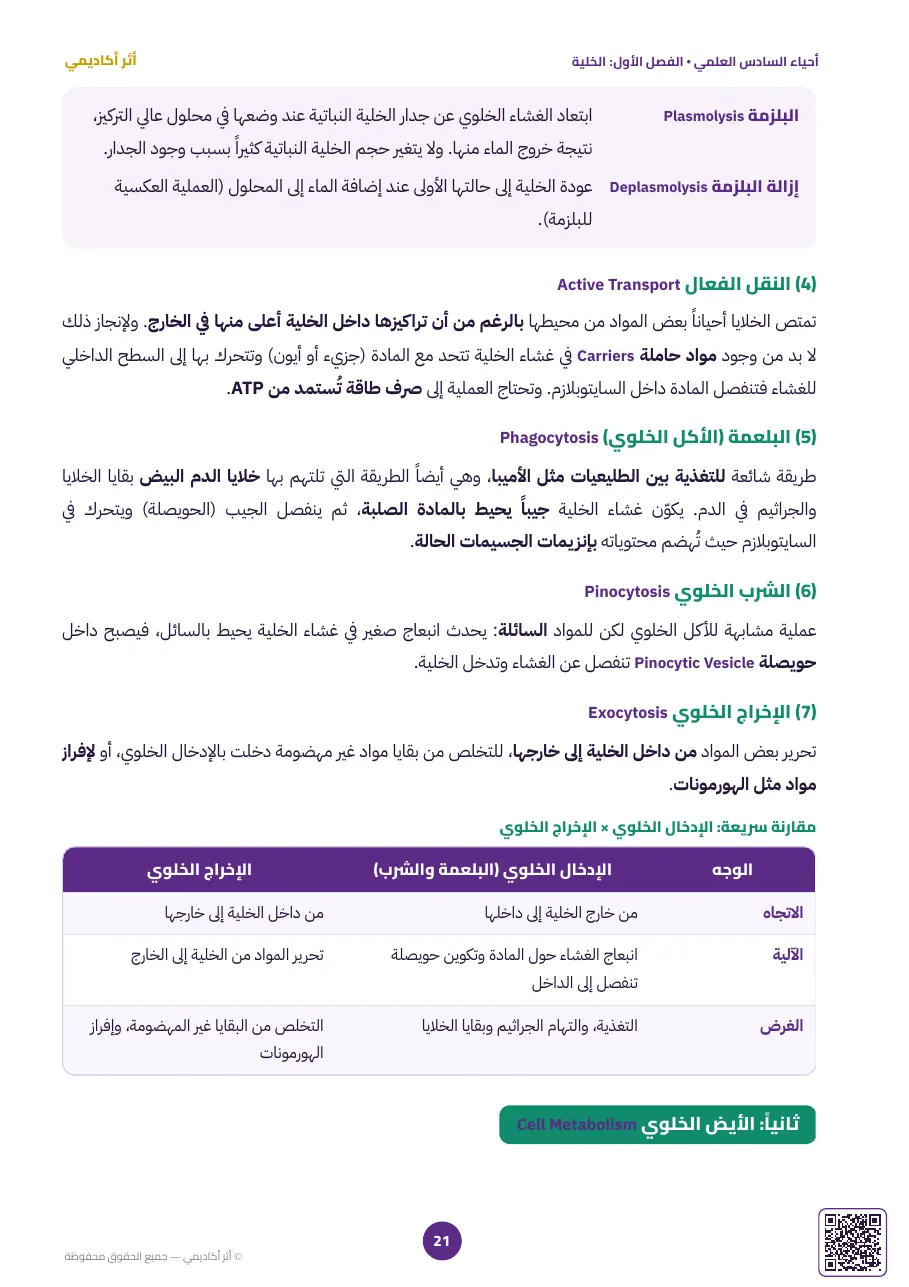 أحياء السادس العلمي • الفصل الأول: الخلية
أثر أكاديمي
البلزمة Plasmolysis
ابتعاد الغشاء الخلوي عن جدار الخلية النباتية عند وضعها في محلول عالي التركيز،
نتيجة خروج الماء منها. ولا يتغير حجم الخلية النباتية كثيراً بسبب وجود الجدار.
إزالة البلزمة Deplasmolysis
عودة الخلية إلى حالتها الأولى عند إضافة الماء إلى المحلول (العملية العكسية
للبلزمة).
(4) النقل الفعال Active Transport
تمتص الخلايا أحياناً بعض المواد من محيطها بالرغم من أن تراكيزها داخل الخلية أعلى منها في الخارج. ولإنجاز ذلك
لا بد من وجود مواد حاملة Carriers في غشاء الخلية تتحد مع المادة (جزيء أو أيون) وتتحرك بها إلى السطح الداخلي
للغشاء فتنفصل المادة داخل السايتوبلازم. وتحتاج العملية إلى صرف طاقة تُستمد من ATP.
(5) البلعمة (الأكل الخلوي) Phagocytosis
طريقة شائعة للتغذية بين الطليعيات مثل الأميبا، وهي أيضاً الطريقة التي تلتهم بها خلايا الدم البيض بقايا الخلايا
والجراثيم في الدم. يكوّن غشاء الخلية جيباً يحيط بالمادة الصلبة، ثم ينفصل الجيب (الحويصلة) ويتحرك في
السايتوبلازم حيث تُهضم محتوياته بإنزيمات الجسيمات الحالة.
(6) الشرب الخلوي Pinocytosis
عملية مشابهة للأكل الخلوي لكن للمواد السائلة: يحدث انبعاج صغير في غشاء الخلية يحيط بالسائل، فيصبح داخل
حويصلة Pinocytic Vesicle تنفصل عن الغشاء وتدخل الخلية.
(7) الإخراج الخلوي Exocytosis
تحرير بعض المواد من داخل الخلية إلى خارجها، للتخلص من بقايا مواد غير مهضومة دخلت بالإدخال الخلوي، أو لإفراز
مواد مثل الهورمونات.
مقارنة سريعة: الإدخال الخلوي × الإخراج الخلوي
الوجه
الإدخال الخلوي (البلعمة والشرب)
الإخراج الخلوي
الاتجاه
من خارج الخلية إلى داخلها
من داخل الخلية إلى خارجها
الآلية
انبعاج الغشاء حول المادة وتكوين حويصلة
تنفصل إلى الداخل
تحرير المواد من الخلية إلى الخارج
الغرض
التغذية، والتهام الجراثيم وبقايا الخلايا
التخلص من البقايا غير المهضومة، وإفراز
الهورمونات
ثانياً: الأيض الخلوي Cell Metabolism
21
© أثر أكاديمي — جميع الحقوق محفوظة